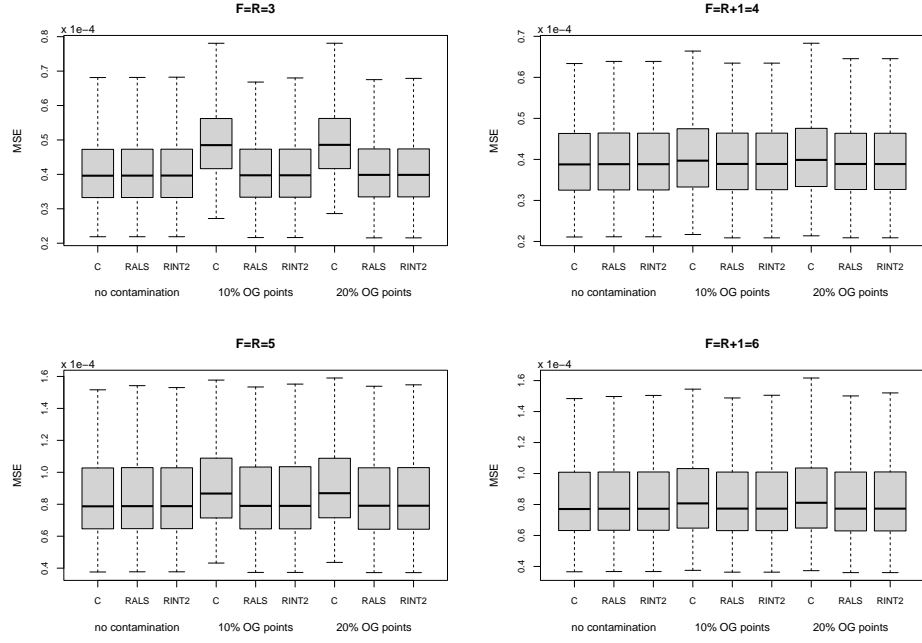 F=R=3
x 1e−4
MSE
0.8
0.7
0.6
0.5
0.4
0.3
0.2
C RALS RINT2 C RALS RINT2 C RALS RINT2
no contamination 10% OG points 20% OG points
F=R+1=4
x 1e−4
MSE
0.7
0.6
0.5
0.4
0.3
0.2
C RALS RINT2 C RALS RINT2 C RALS RINT2
no contamination 10% OG points 20% OG points
F=R=5
x 1e−4
MSE
1.6
1.4
1.2
1.0
0.8
0.6
0.4
C RALS RINT2 C RALS RINT2 C RALS RINT2
no contamination 10% OG points 20% OG points
F=R+1=6
x 1e−4
MSE
1.6
1.4
1.2
1.0
0.8
0.6
0.4
C RALS RINT2 C RALS RINT2 C RALS RINT2
no contamination 10% OG points 20% OG points